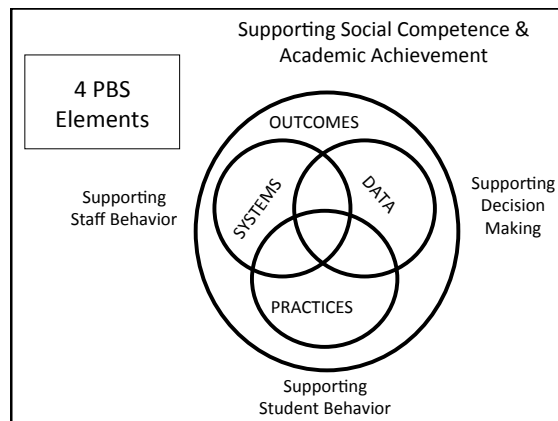 Supporting Social Competence &
Academic Achievement
4 PBS
Elements
OUTCOMES
SYSTEMS
DATA
Supporting
Staff Behavior
Supporting
Decision
Making
PRACTICES
Supporting
Student Behavior